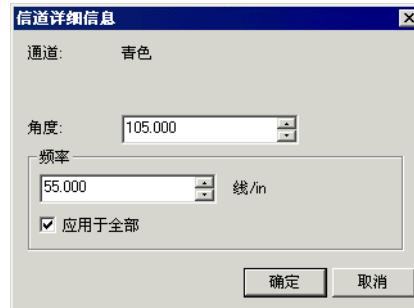 信道详细信息
通道: 青色
角度: 105.000
频率
55.000 线/in
应用于全部
确定 取消